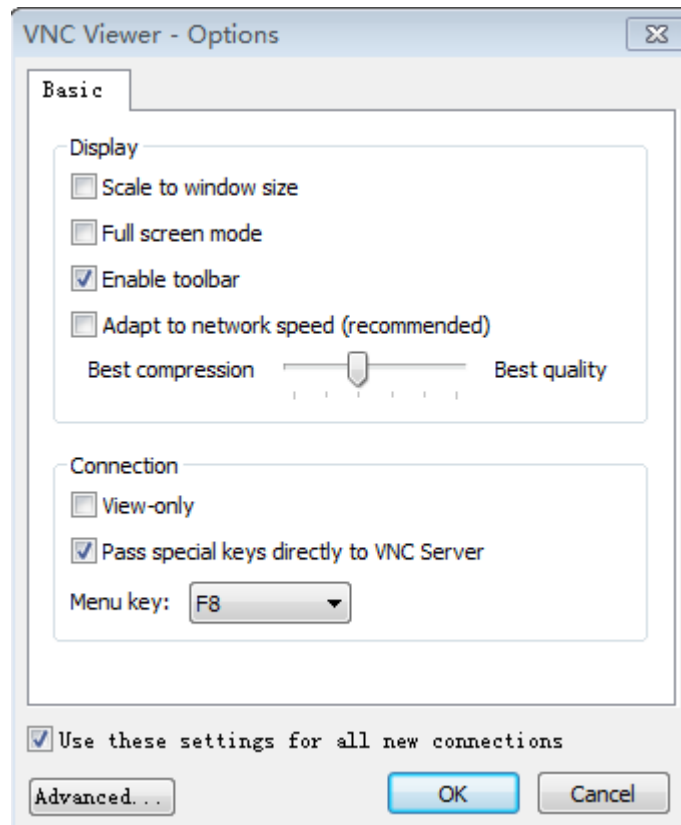 VNC Viewer - Options
Basic
Display
Scale to window size
Full screen mode
Enable toolbar
Adapt to network speed (recommended)
Best compression Best quality
Connection
View-only
Pass special keys directly to VNC Server
Menu key: F8
Use these settings for all new connections
Advanced... OK Cancel